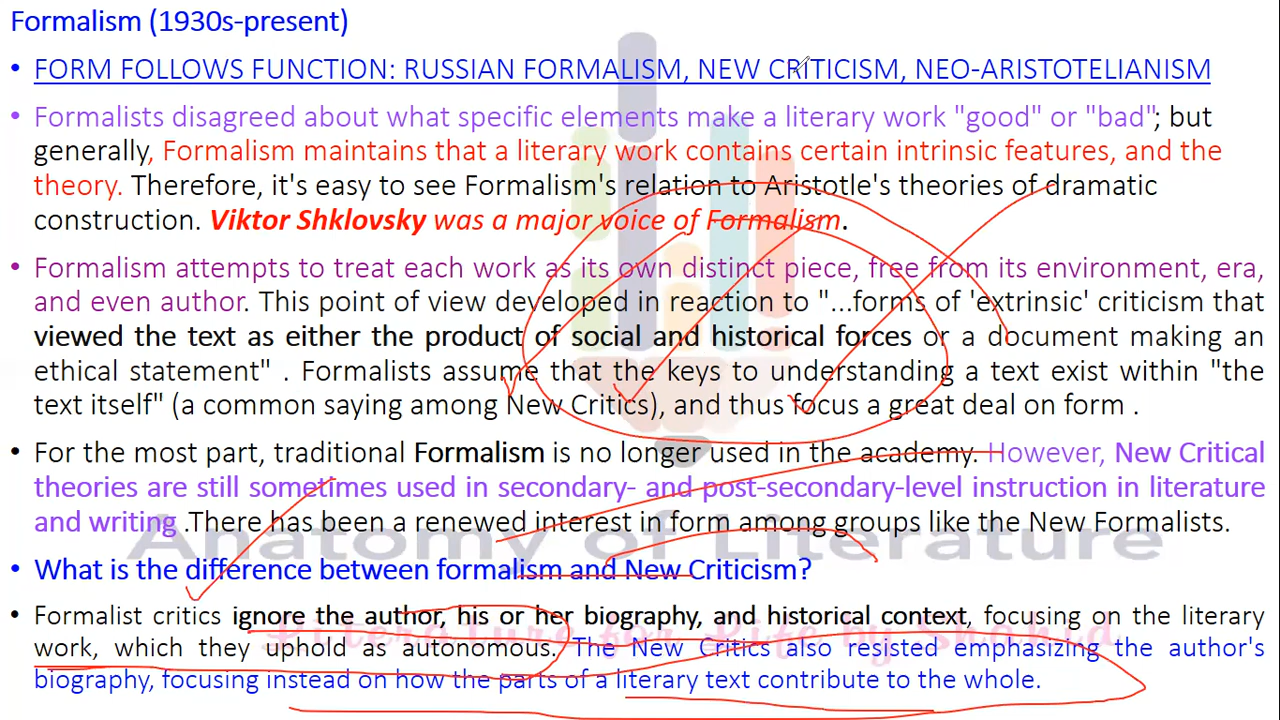 Formalism (1930s-present)
• FORM FOLLOWS FUNCTION: RUSSIAN FORMALISM, NEW CRITICISM, NEO-ARISTOTELIANISM
• Formalists disagreed about what specific elements make a literary work "good" or "bad"; but
generally, Formalism maintains that a literary work contains certain intrinsic features, and the
theory. Therefore, it's easy to see Formalism's relation to Aristotle's theories of dramatic
construction. Viktor Shklovsky was a major voice of Formalism.
• Formalism attempts to treat each work as its own distinct piece, free from its environment, era,
and even author. This point of view developed in reaction to "...forms of 'extrinsic' criticism that
viewed the text as either the product of social and historical forces or a document making an
ethical statement" . Formalists assume that the keys to understanding a text exist within "the
text itself" (a common saying among New Critics), and thus focus a great deal on form .
• For the most part, traditional Formalism is no longer used in the academy. However, New Critical
theories are still sometimes used in secondary- and post-secondary-level instruction in literature
and writing .There has been a renewed interest in form among groups like the New Formalists.
Anatomy of Literature
• What is the difference between formalism and New Criticism?
• Formalist critics ignore the author, his or her biography, and historical context, focusing on the literary
Literature for Life by Shahid
work, which they uphold as autonomous. The New Critics also resisted emphasizing the author's
biography, focusing instead on how the parts of a literary text contribute to the whole.